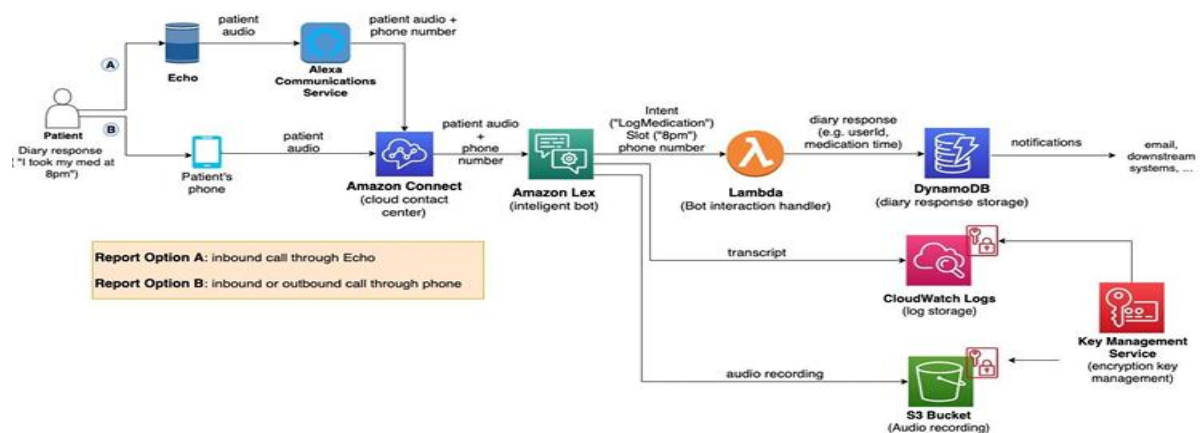 patient
audio
patient audio +
phone number
A
Echo
Alexa
Communications
Service
B
Patient
Diary response
"I took my med at
8pm")
Patient's
phone
patient
audio
Amazon Connect
(cloud contact
center)
patient audio
+
phone
number
Amazon Lex
(inteligent bot)
Intent
("LogMedication")
Slot ("8pm")
phone number
Lambda
(Bot interaction handler)
diary response
(e.g. userId,
medication time)
DynamoDB
(diary response storage)
notifications
email,
downstream
systems, ...
Report Option A: inbound call through Echo
Report Option B: inbound or outbound call through phone
transcript
CloudWatch Logs
(log storage)
Key Management
Service
(encryption key
management)
audio recording
S3 Bucket
(Audio recording)